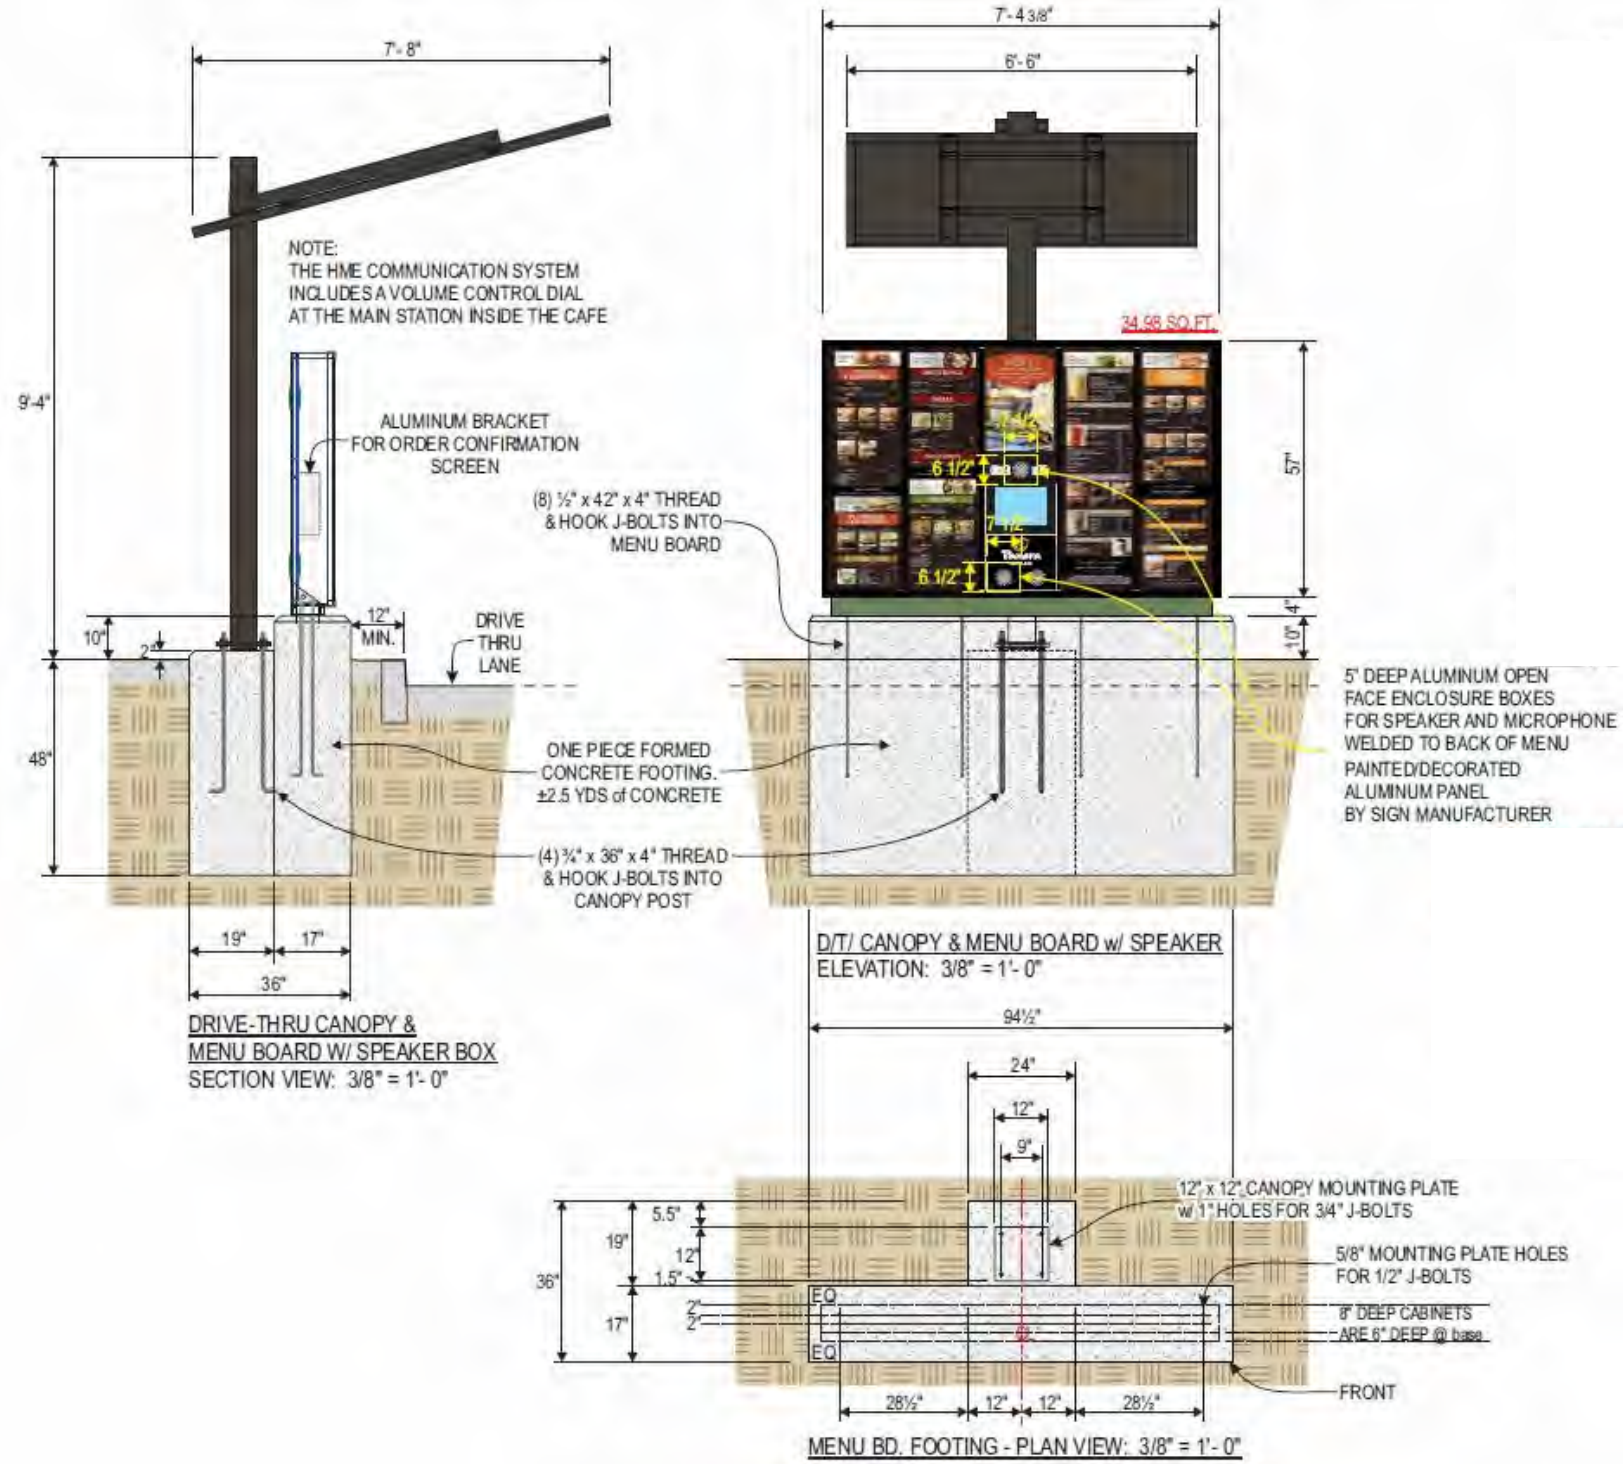 7'- 8"
7'- 4 3/8"
6'- 6"
9'-4"
NOTE:
THE HME COMMUNICATION SYSTEM
INCLUDES A VOLUME CONTROL DIAL
AT THE MAIN STATION INSIDE THE CAFE
34.98 SQ.FT.
ALUMINUM BRACKET
FOR ORDER CONFIRMATION
SCREEN
(8) ½" x 42" x 4" THREAD
& HOOK J-BOLTS INTO
MENU BOARD
7 1/2"
6 1/2"
7 1/2"
6 1/2"
57"
4"
10"
10"
2"
12"
MIN.
DRIVE
THRU
LANE
48"
ONE PIECE FORMED
CONCRETE FOOTING.
±2.5 YDS of CONCRETE
(4) ¾" x 36" x 4" THREAD
& HOOK J-BOLTS INTO
CANOPY POST
5" DEEP ALUMINUM OPEN
FACE ENCLOSURE BOXES
FOR SPEAKER AND MICROPHONE
WELDED TO BACK OF MENU
PAINTED/DECORATED
ALUMINUM PANEL
BY SIGN MANUFACTURER
19"
17"
36"
DRIVE-THRU CANOPY &
MENU BOARD W/ SPEAKER BOX
SECTION VIEW: 3/8" = 1'- 0"
D/T/ CANOPY & MENU BOARD w/ SPEAKER
ELEVATION: 3/8" = 1'- 0"
94½"
24"
12"
9"
12" x 12" CANOPY MOUNTING PLATE
w/ 1" HOLES FOR 3/4" J-BOLTS
5/8" MOUNTING PLATE HOLES
FOR 1/2" J-BOLTS
8" DEEP CABINETS
ARE 6" DEEP @ base
FRONT
36"
19"
17"
5.5"
12"
1.5"
2"
2"
EQ
EQ
28½"
12"
12"
28½"
MENU BD. FOOTING - PLAN VIEW: 3/8" = 1'- 0"